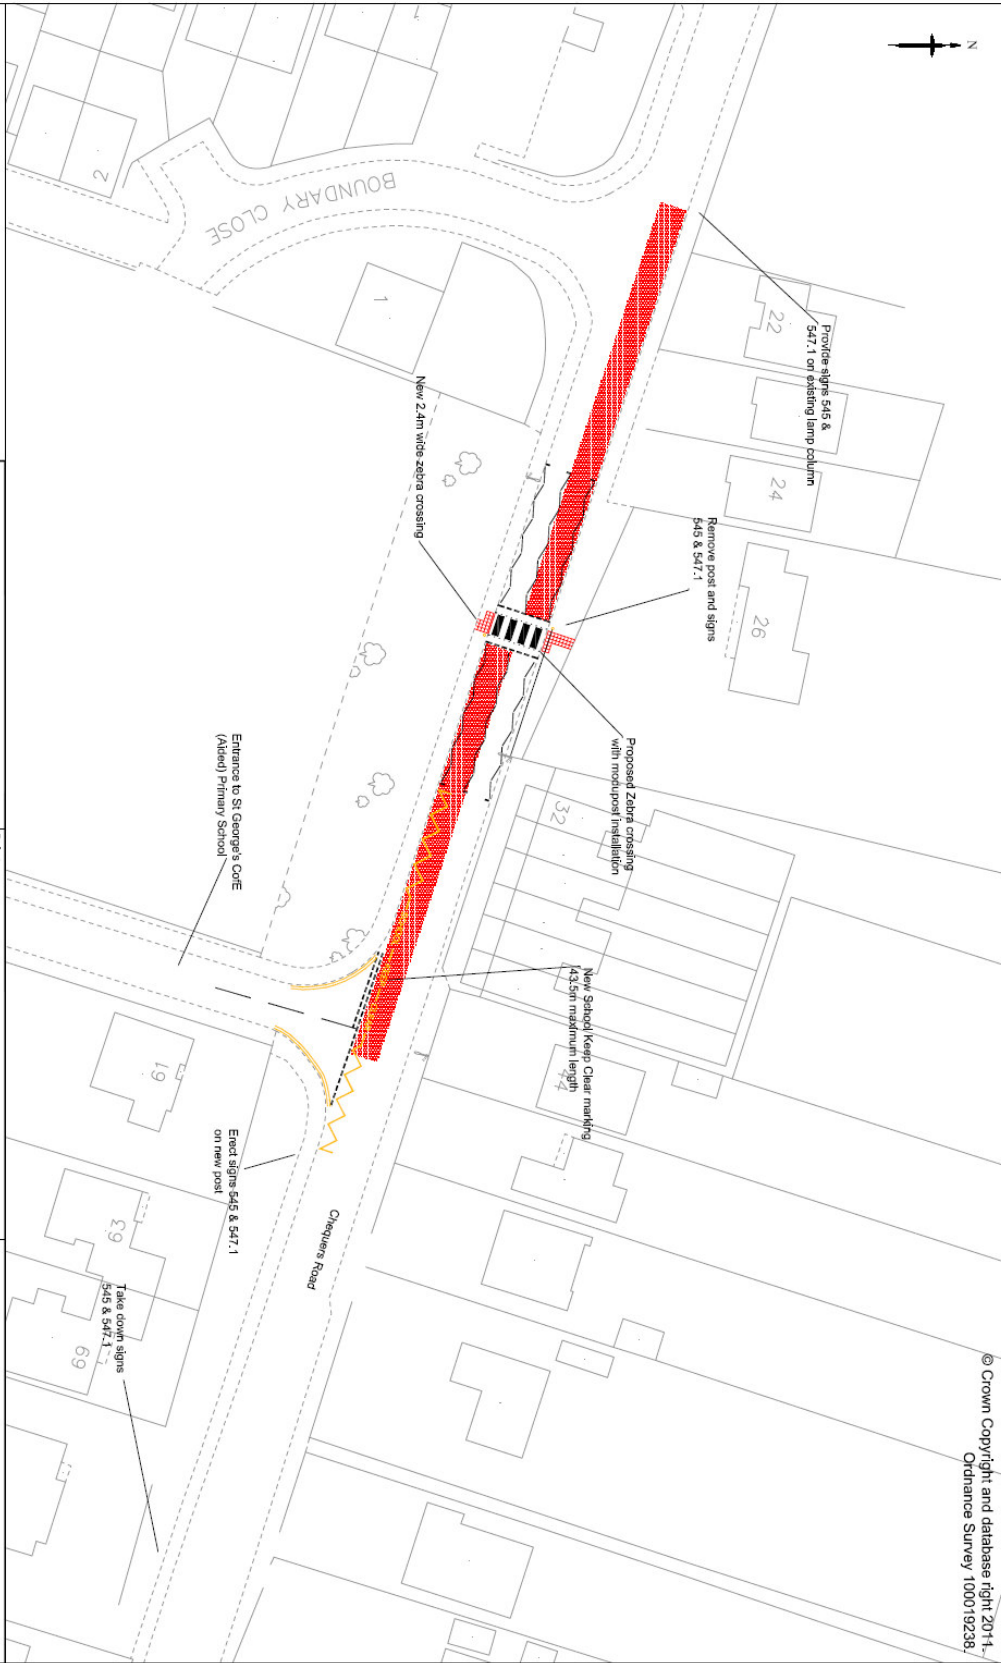 N
© Crown Copyright and database right 2011.
Ordnance Survey 100019238.
Provide signs 545 &
547.1 on existing lamp column
22
24
26
Remove post and signs
545 & 547.1
Proposed Zebra crossing
with modupost installation
32
New School Keep Clear marking
43.5m maximum length
44
BOUNDARY CLOSE
2
1
New 2.4m wide zebra crossing
Entrance to St George's CofE
(Aided) Primary School
Chequers Road
61
Erect signs 545 & 547.1
on new post
63
69
Take down signs
545 & 547.1